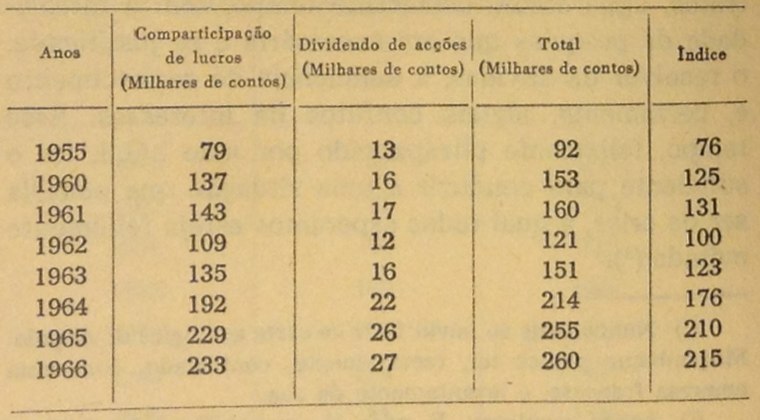 Anos Comparticipação de lucros (Milhares de contos) Dividendo de acções (Milhares de contos) Total (Milhares de contos) Índice
1955 79 13 92 76
1960 137 16 153 125
1961 143 17 160 131
1962 109 12 121 100
1963 135 16 151 123
1964 192 22 214 176
1965 229 26 255 210
1966 233 27 260 215